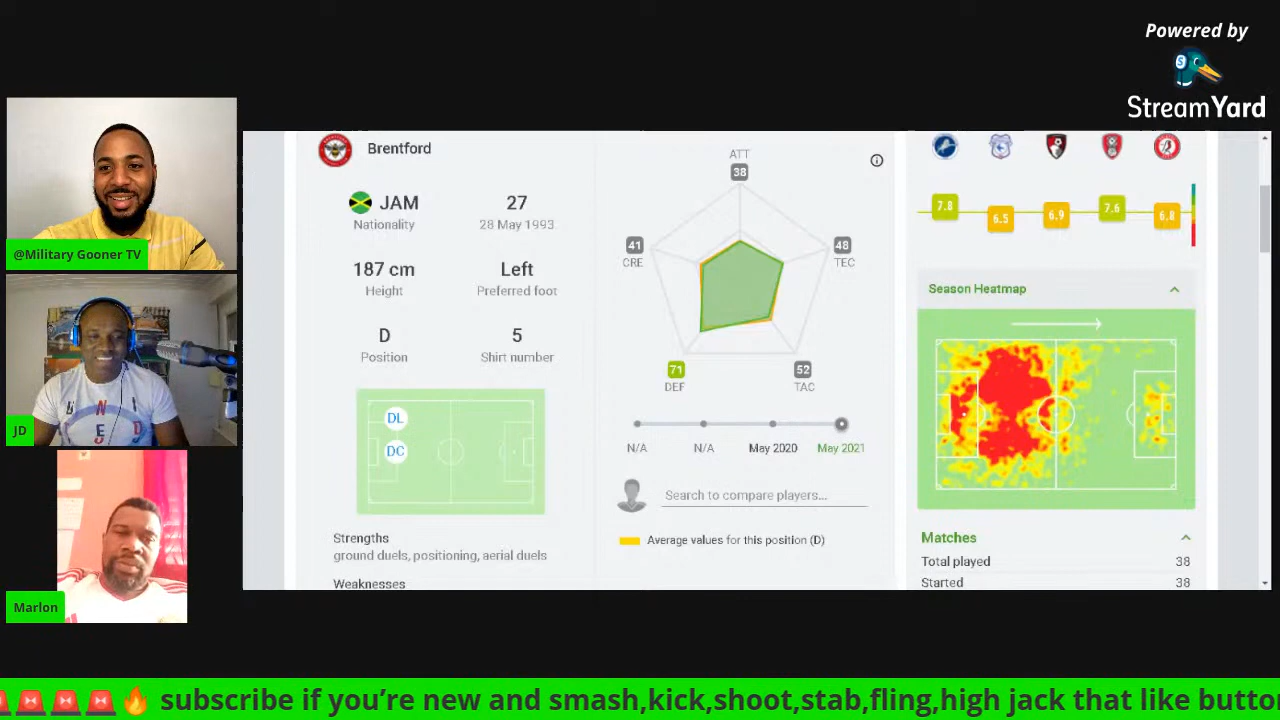 Powered by
StreamYard
@Military Gooner TV
JD
Marlon
Brentford
JAM
Nationality
27
28 May 1993
187 cm
Height
Left
Preferred foot
D
Position
5
Shirt number
DL
DC
Strengths
ground duels, positioning, aerial duels
Weaknesses
ATT
38
41
CRE
48
TEC
71
DEF
52
TAC
N/A
N/A
May 2020
May 2021
Search to compare players...
Average values for this position (D)
7.8
6.5
6.9
7.6
6.8
Season Heatmap
Matches
Total played
38
Started
38
subscribe if you're new and smash,kick,shoot,stab,fling,high jack that like butto